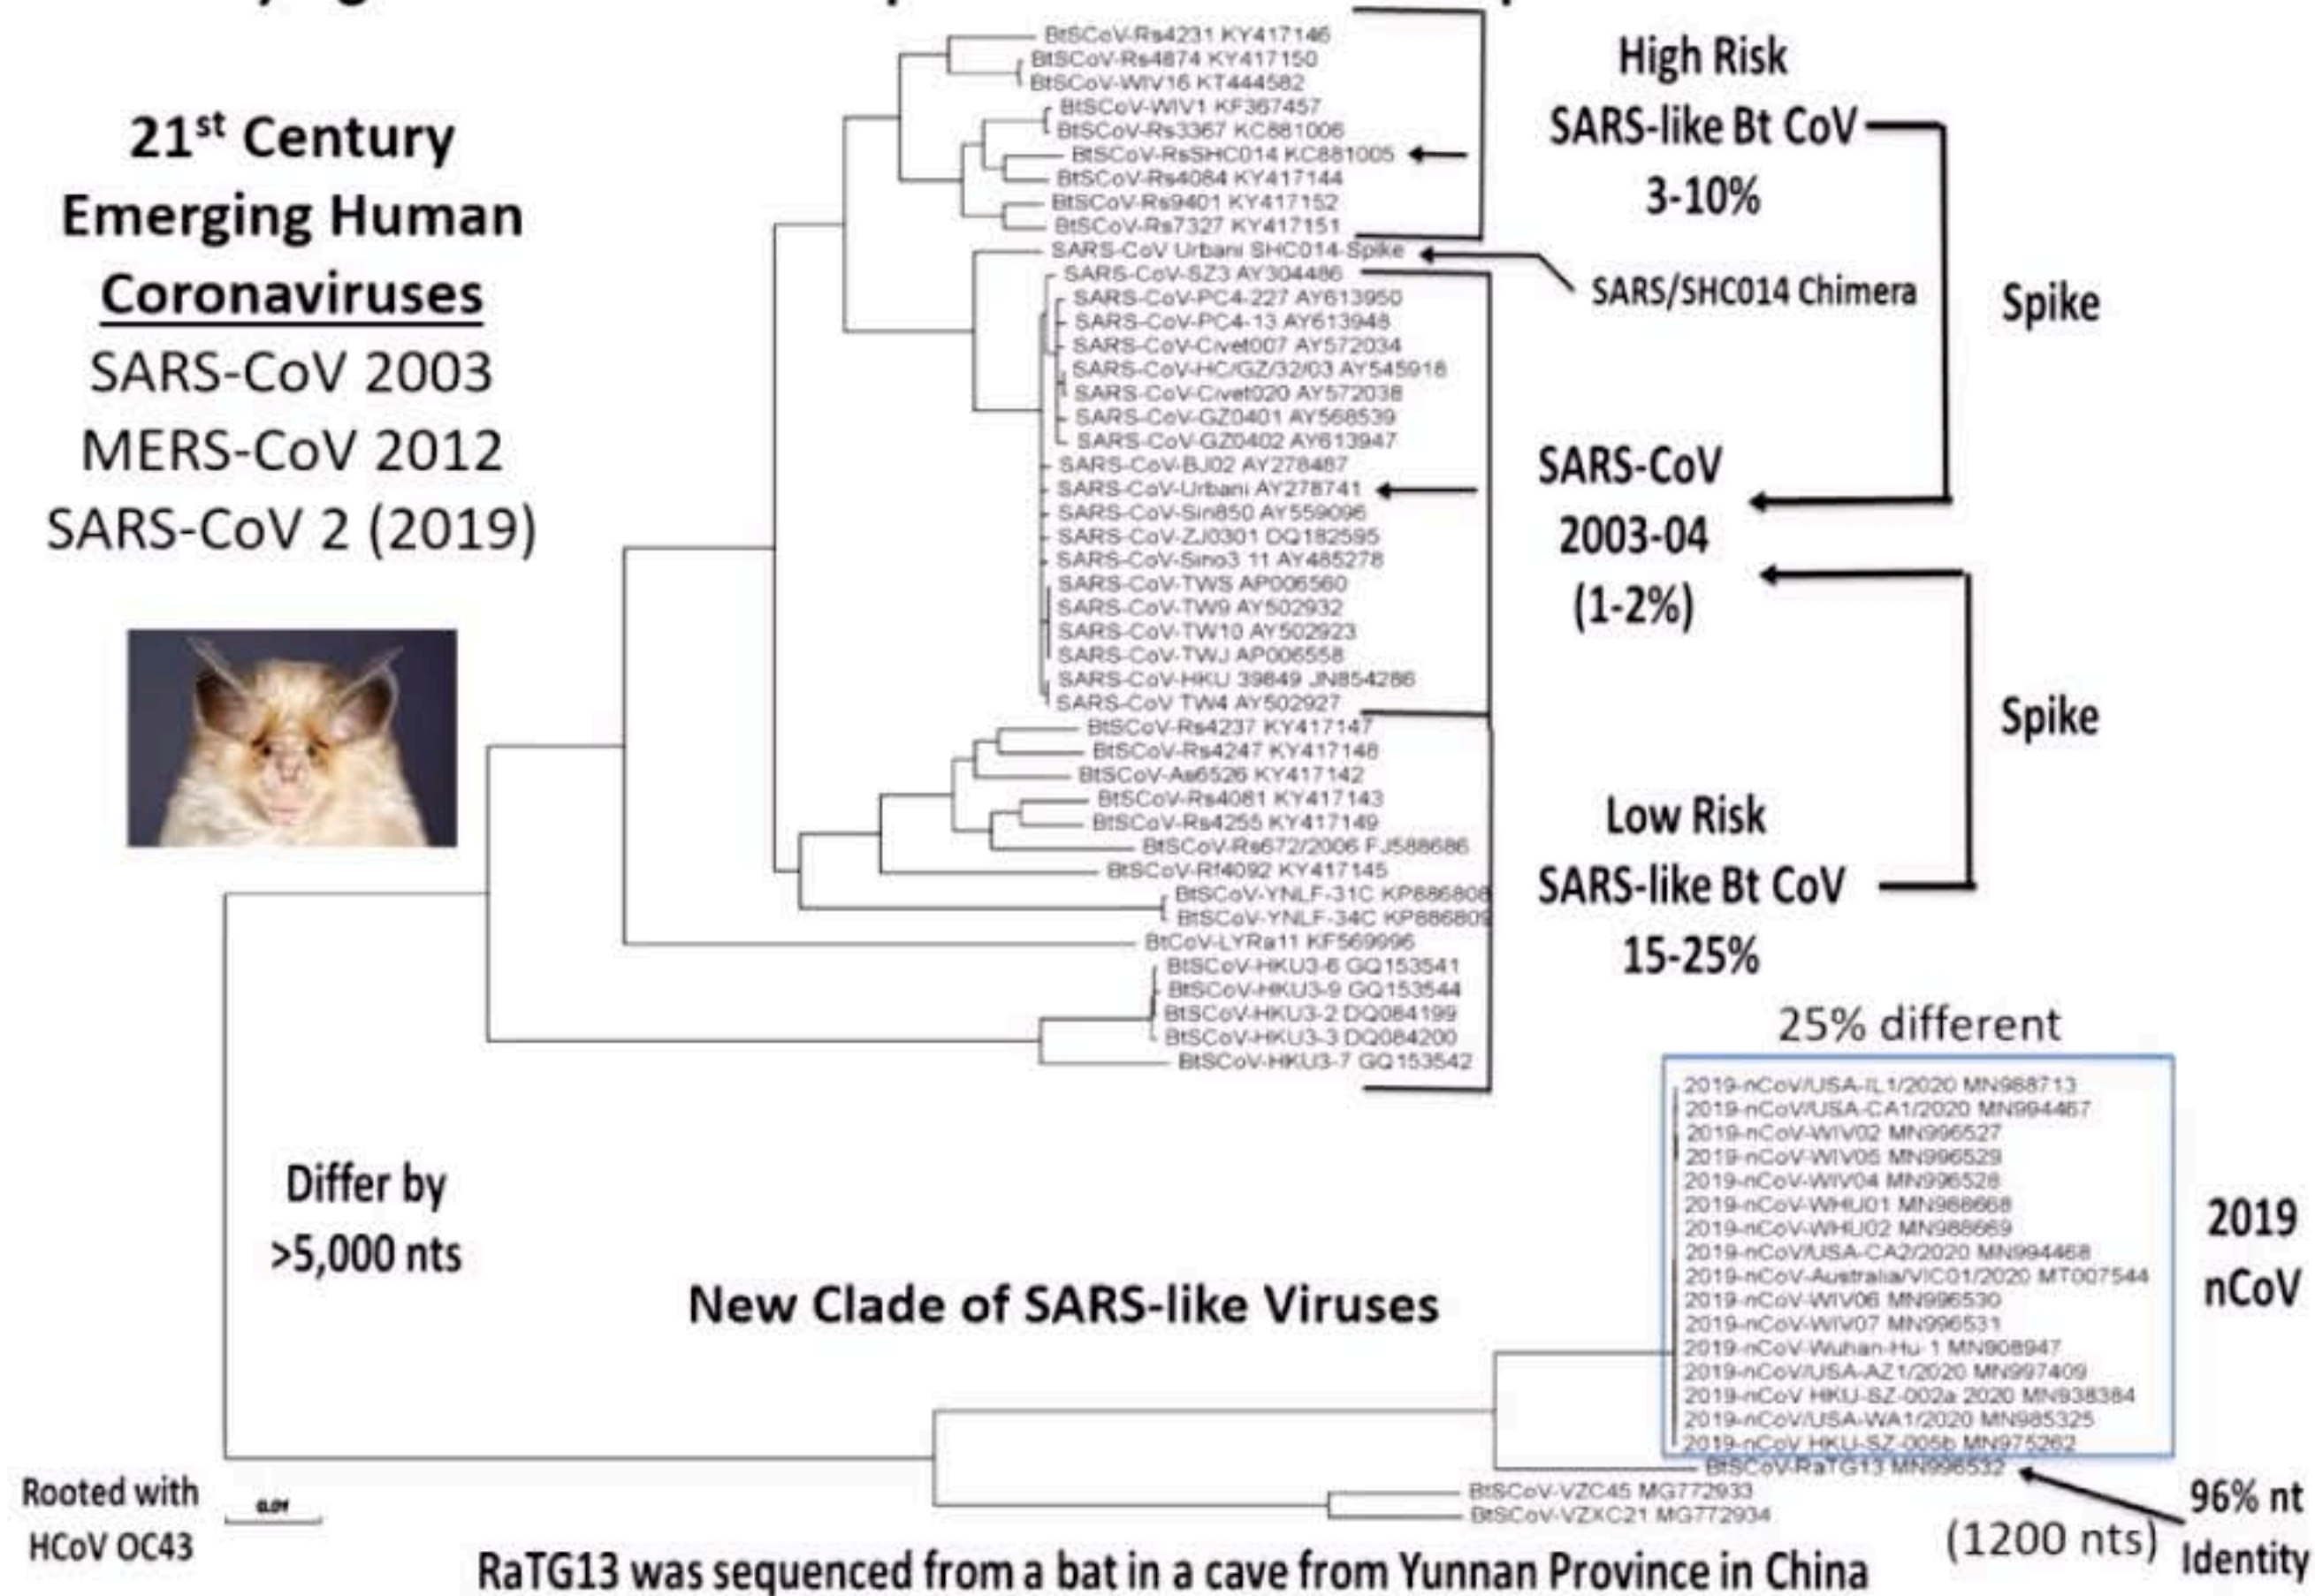 21st Century
Emerging Human
Coronaviruses
SARS-CoV 2003
MERS-CoV 2012
SARS-CoV 2 (2019)
BtSCoV-Rs4231 KY417146
BtSCoV-Rs4874 KY417150
BtSCoV-WIV16 KT444582
BtSCoV-WIV1 KF367457
BtSCoV-Rs3367 KC881006
BtSCoV-RsSHC014 KC881005
BtSCoV-Rs4084 KY417144
BtSCoV-Rs9401 KY417152
BtSCoV-Rs7327 KY417151
SARS-CoV Urbani SHC014-Spike
SARS-CoV-SZ3 AY304486
SARS-CoV-PC4-227 AY613950
SARS-CoV-PC4-13 AY613948
SARS-CoV-Civet007 AY572034
SARS-CoV-HC/GZ/32/03 AY545918
SARS-CoV-Civet020 AY572038
SARS-CoV-GZ0401 AY568539
SARS-CoV-GZ0402 AY613947
SARS-CoV-BJ02 AY278487
SARS-CoV-Urbani AY278741
SARS-CoV-Sin850 AY559096
SARS-CoV-ZJ0301 DQ182595
SARS-CoV-Sino3 11 AY485278
SARS-CoV-TWS AP006560
SARS-CoV-TW9 AY502932
SARS-CoV-TW10 AY502923
SARS-CoV-TWJ AP006558
SARS-CoV-HKU 39849 JN854286
SARS-CoV TW4 AY502927
BtSCoV-Rs4237 KY417147
BtSCoV-Rs4247 KY417148
BtSCoV-As6526 KY417142
BtSCoV-Rs4081 KY417143
BtSCoV-Rs4255 KY417149
BtSCoV-Rs672/2006 FJ588686
BtSCoV-Rf4092 KY417145
BtSCoV-YNLF-31C KP886808
BtSCoV-YNLF-34C KP886809
BtCoV-LYRa11 KF569996
BtSCoV-HKU3-6 GQ153541
BtSCoV-HKU3-9 GQ153544
BtSCoV-HKU3-2 DQ084199
BtSCoV-HKU3-3 DQ084200
BtSCoV-HKU3-7 GQ153542
High Risk
SARS-like Bt CoV
3-10%
SARS/SHC014 Chimera
Spike
SARS-CoV
2003-04
(1-2%)
Spike
Low Risk
SARS-like Bt CoV
15-25%
25% different
2019-nCoV/USA-IL1/2020 MN988713
2019-nCoV/USA-CA1/2020 MN994467
2019-nCoV-WIV02 MN996527
2019-nCoV-WIV05 MN996529
2019-nCoV-WIV04 MN996528
2019-nCoV-WHU01 MN988668
2019-nCoV-WHU02 MN988669
2019-nCoV/USA-CA2/2020 MN994468
2019-nCoV-Australia/VIC01/2020 MT007544
2019-nCoV-WIV06 MN996530
2019-nCoV-WIV07 MN996531
2019-nCoV-Wuhan-Hu-1 MN908947
2019-nCoV/USA-AZ1/2020 MN997409
2019-nCoV HKU-SZ-002a 2020 MN938384
2019-nCoV/USA-WA1/2020 MN985325
2019-nCoV HKU-SZ-005b MN975262
2019
nCoV
Differ by
>5,000 nts
New Clade of SARS-like Viruses
BtSCoV-RaTG13 MN996532
BtSCoV-VZC45 MG772933
BtSCoV-VZXC21 MG772934
96% nt
Identity
(1200 nts)
Rooted with
HCoV OC43
0.01
RaTG13 was sequenced from a bat in a cave from Yunnan Province in China